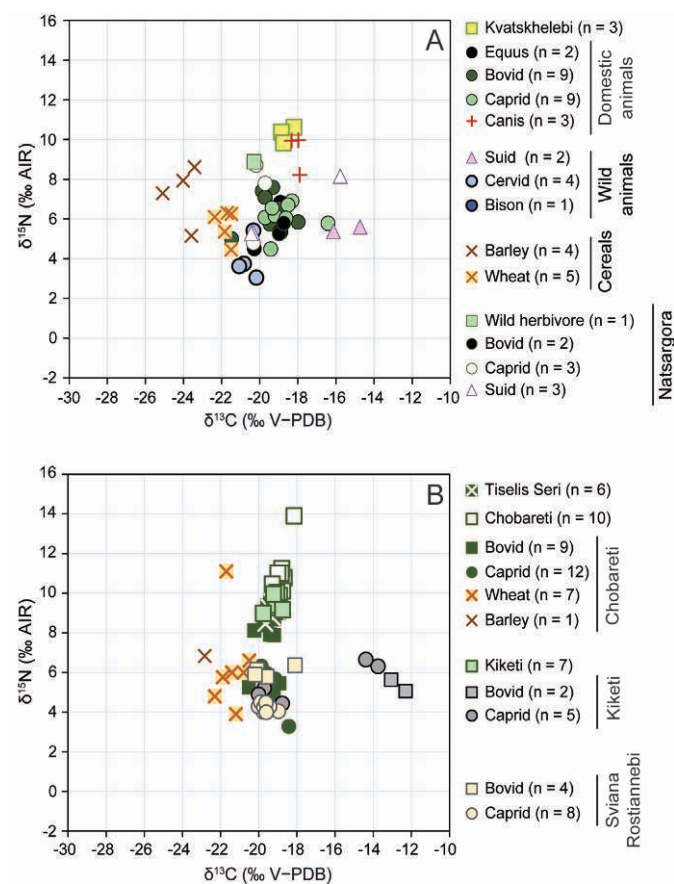 A
16
14
12
10
8
6
4
2
0
-2
δ¹⁵N (‰ AIR)
-30 -28 -26 -24 -22 -20 -18 -16 -14 -12 -10
δ¹³C (‰ V−PDB)
Kvatskhelebi (n = 3)
Equus (n = 2)
Bovid (n = 9)
Caprid (n = 9)
Canis (n = 3)
Domestic
animals
Suid (n = 2)
Cervid (n = 4)
Bison (n = 1)
Wild
animals
Barley (n = 4)
Wheat (n = 5)
Cereals
Wild herbivore (n = 1)
Bovid (n = 2)
Caprid (n = 3)
Suid (n = 3)
Natsargora
B
16
14
12
10
8
6
4
2
0
-2
δ¹⁵N (‰ AIR)
-30 -28 -26 -24 -22 -20 -18 -16 -14 -12 -10
δ¹³C (‰ V−PDB)
Tiselis Seri (n = 6)
Chobareti (n = 10)
Bovid (n = 9)
Caprid (n = 12)
Wheat (n = 7)
Barley (n = 1)
Chobareti
Kiketi (n = 7)
Bovid (n = 2)
Caprid (n = 5)
Kiketi
Bovid (n = 4)
Caprid (n = 8)
Sviana
Rostiannebi